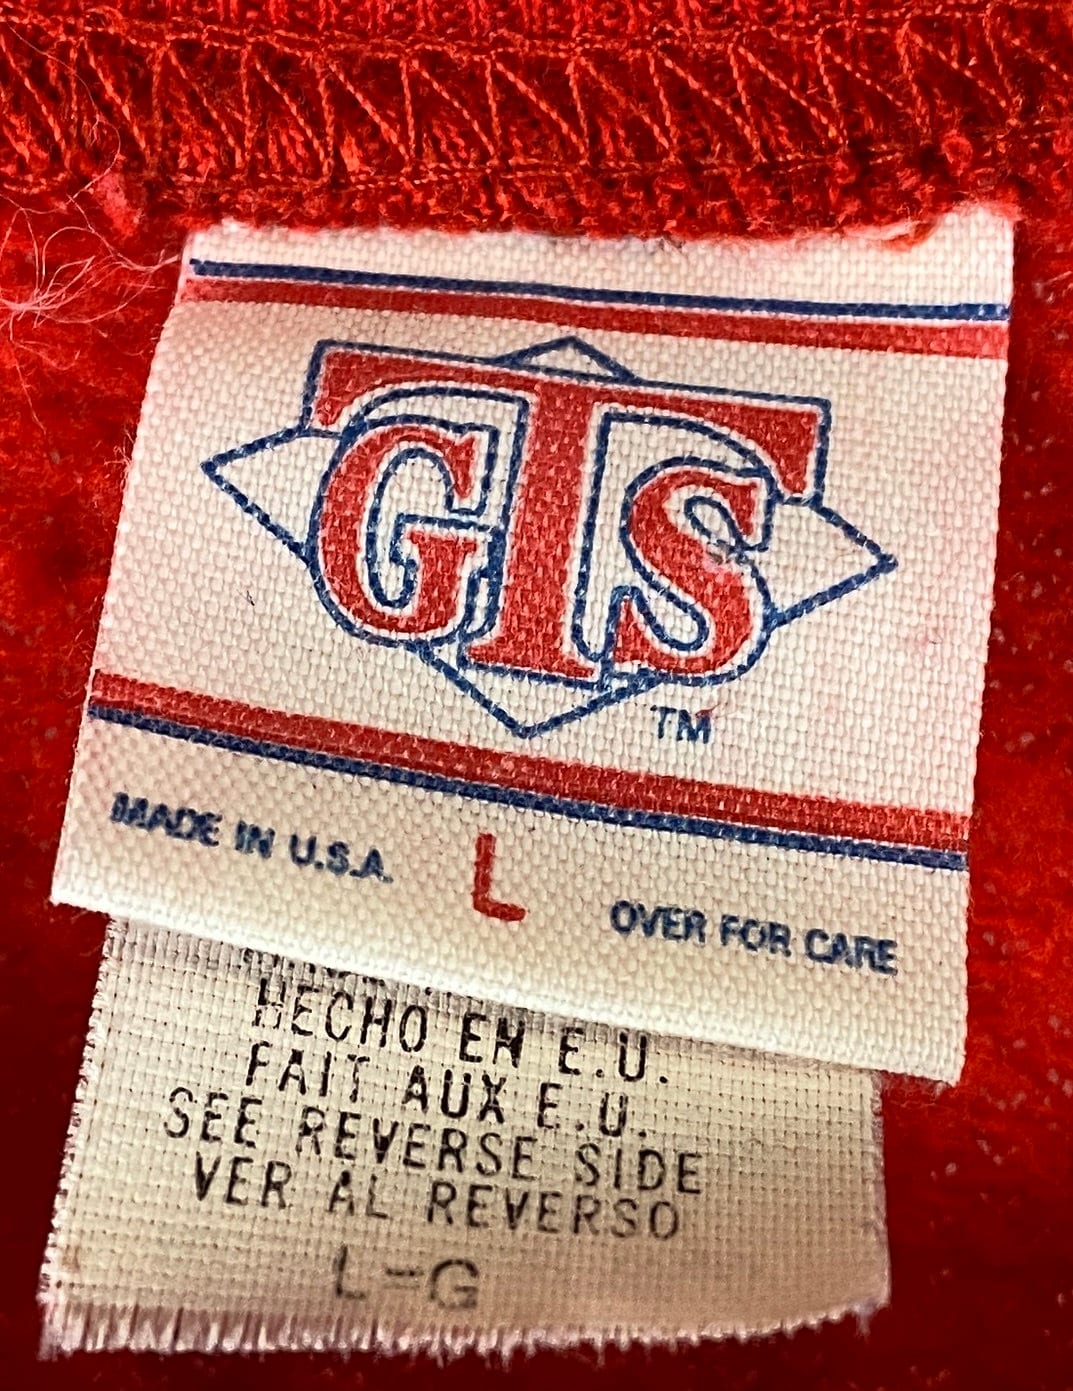 GTS
TM
MADE IN U.S.A. L OVER FOR CARE
HECHO EN E.U.
FAIT AUX E.U.
SEE REVERSE SIDE
VER AL REVERSO
L-G